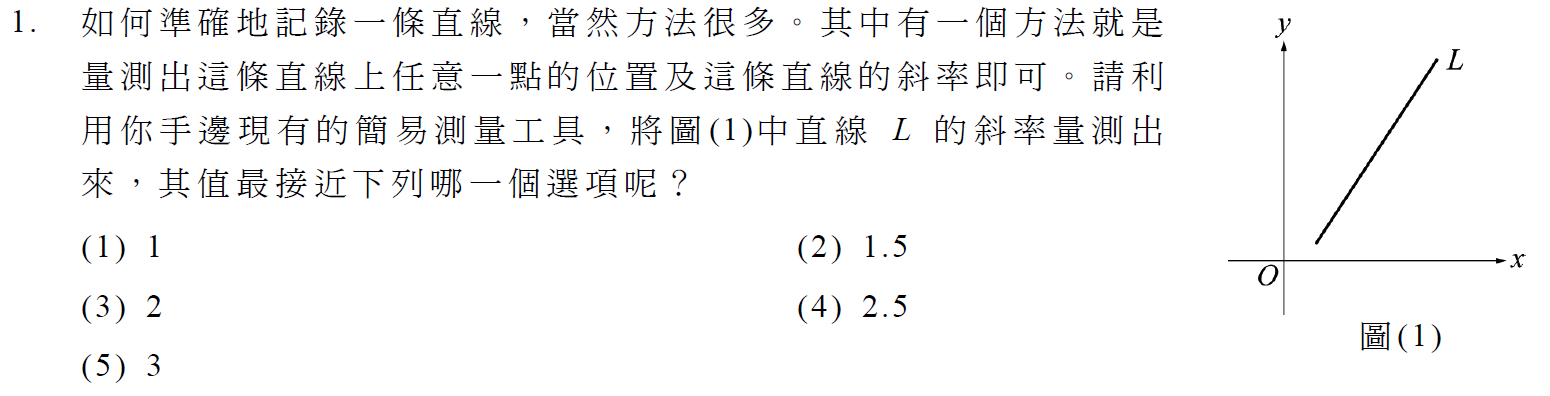 1. 如何準確地記錄一條直線，當然方法很多。其中有一個方法就是
量測出這條直線上任意一點的位置及這條直線的斜率即可。請利
用你手邊現有的簡易測量工具，將圖(1)中直線 L 的斜率量測出
來，其值最接近下列哪一個選項呢？
(1) 1 (2) 1.5
(3) 2 (4) 2.5
(5) 3
y
L
x
O
圖(1)